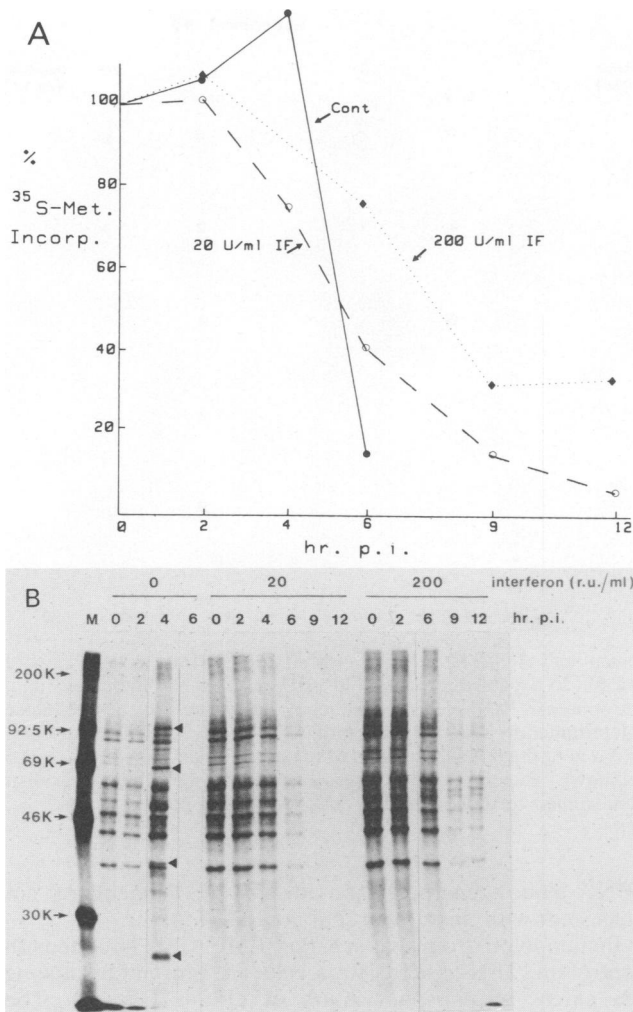 A
100
Cont
%
80
35S-Met.
Incorp.
20 U/ml IF
200 U/ml IF
60
40
20
0 2 4 6 9 12
hr. p.i.
B
0 20 200 interferon (r.u./ml)
M 0 2 4 6 0 2 4 6 9 12 0 2 6 9 12 hr. p.i.
200K
92·5K
69K
46K
30K